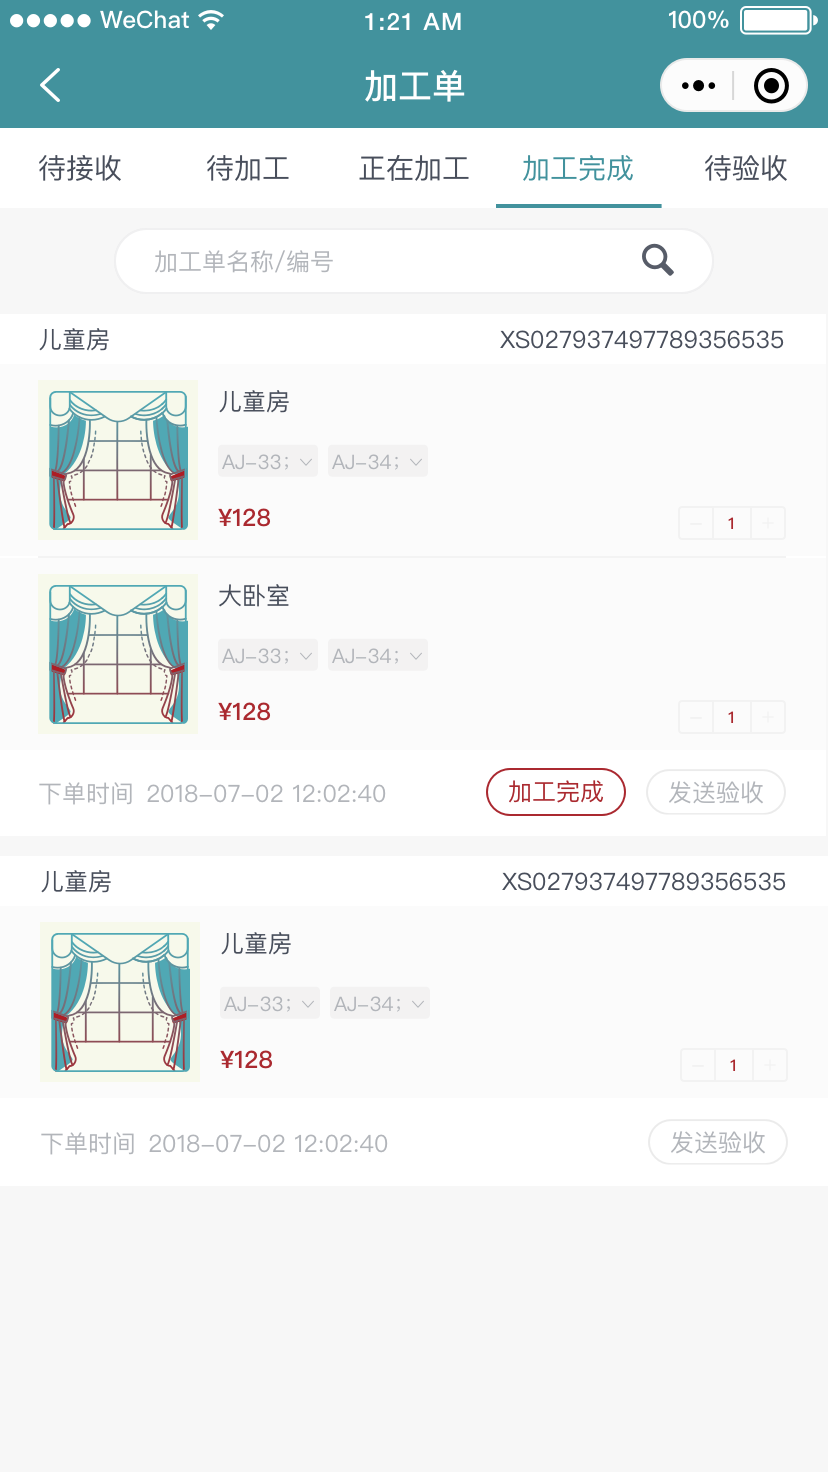 WeChat 1:21 AM 100%
加工单
待接收 待加工 正在加工 加工完成 待验收
加工单名称/编号
儿童房 XS027937497789356535
儿童房
AJ-33; AJ-34;
¥128
1
大卧室
AJ-33; AJ-34;
¥128
1
下单时间 2018-07-02 12:02:40 加工完成 发送验收
儿童房 XS027937497789356535
儿童房
AJ-33; AJ-34;
¥128
1
下单时间 2018-07-02 12:02:40 发送验收